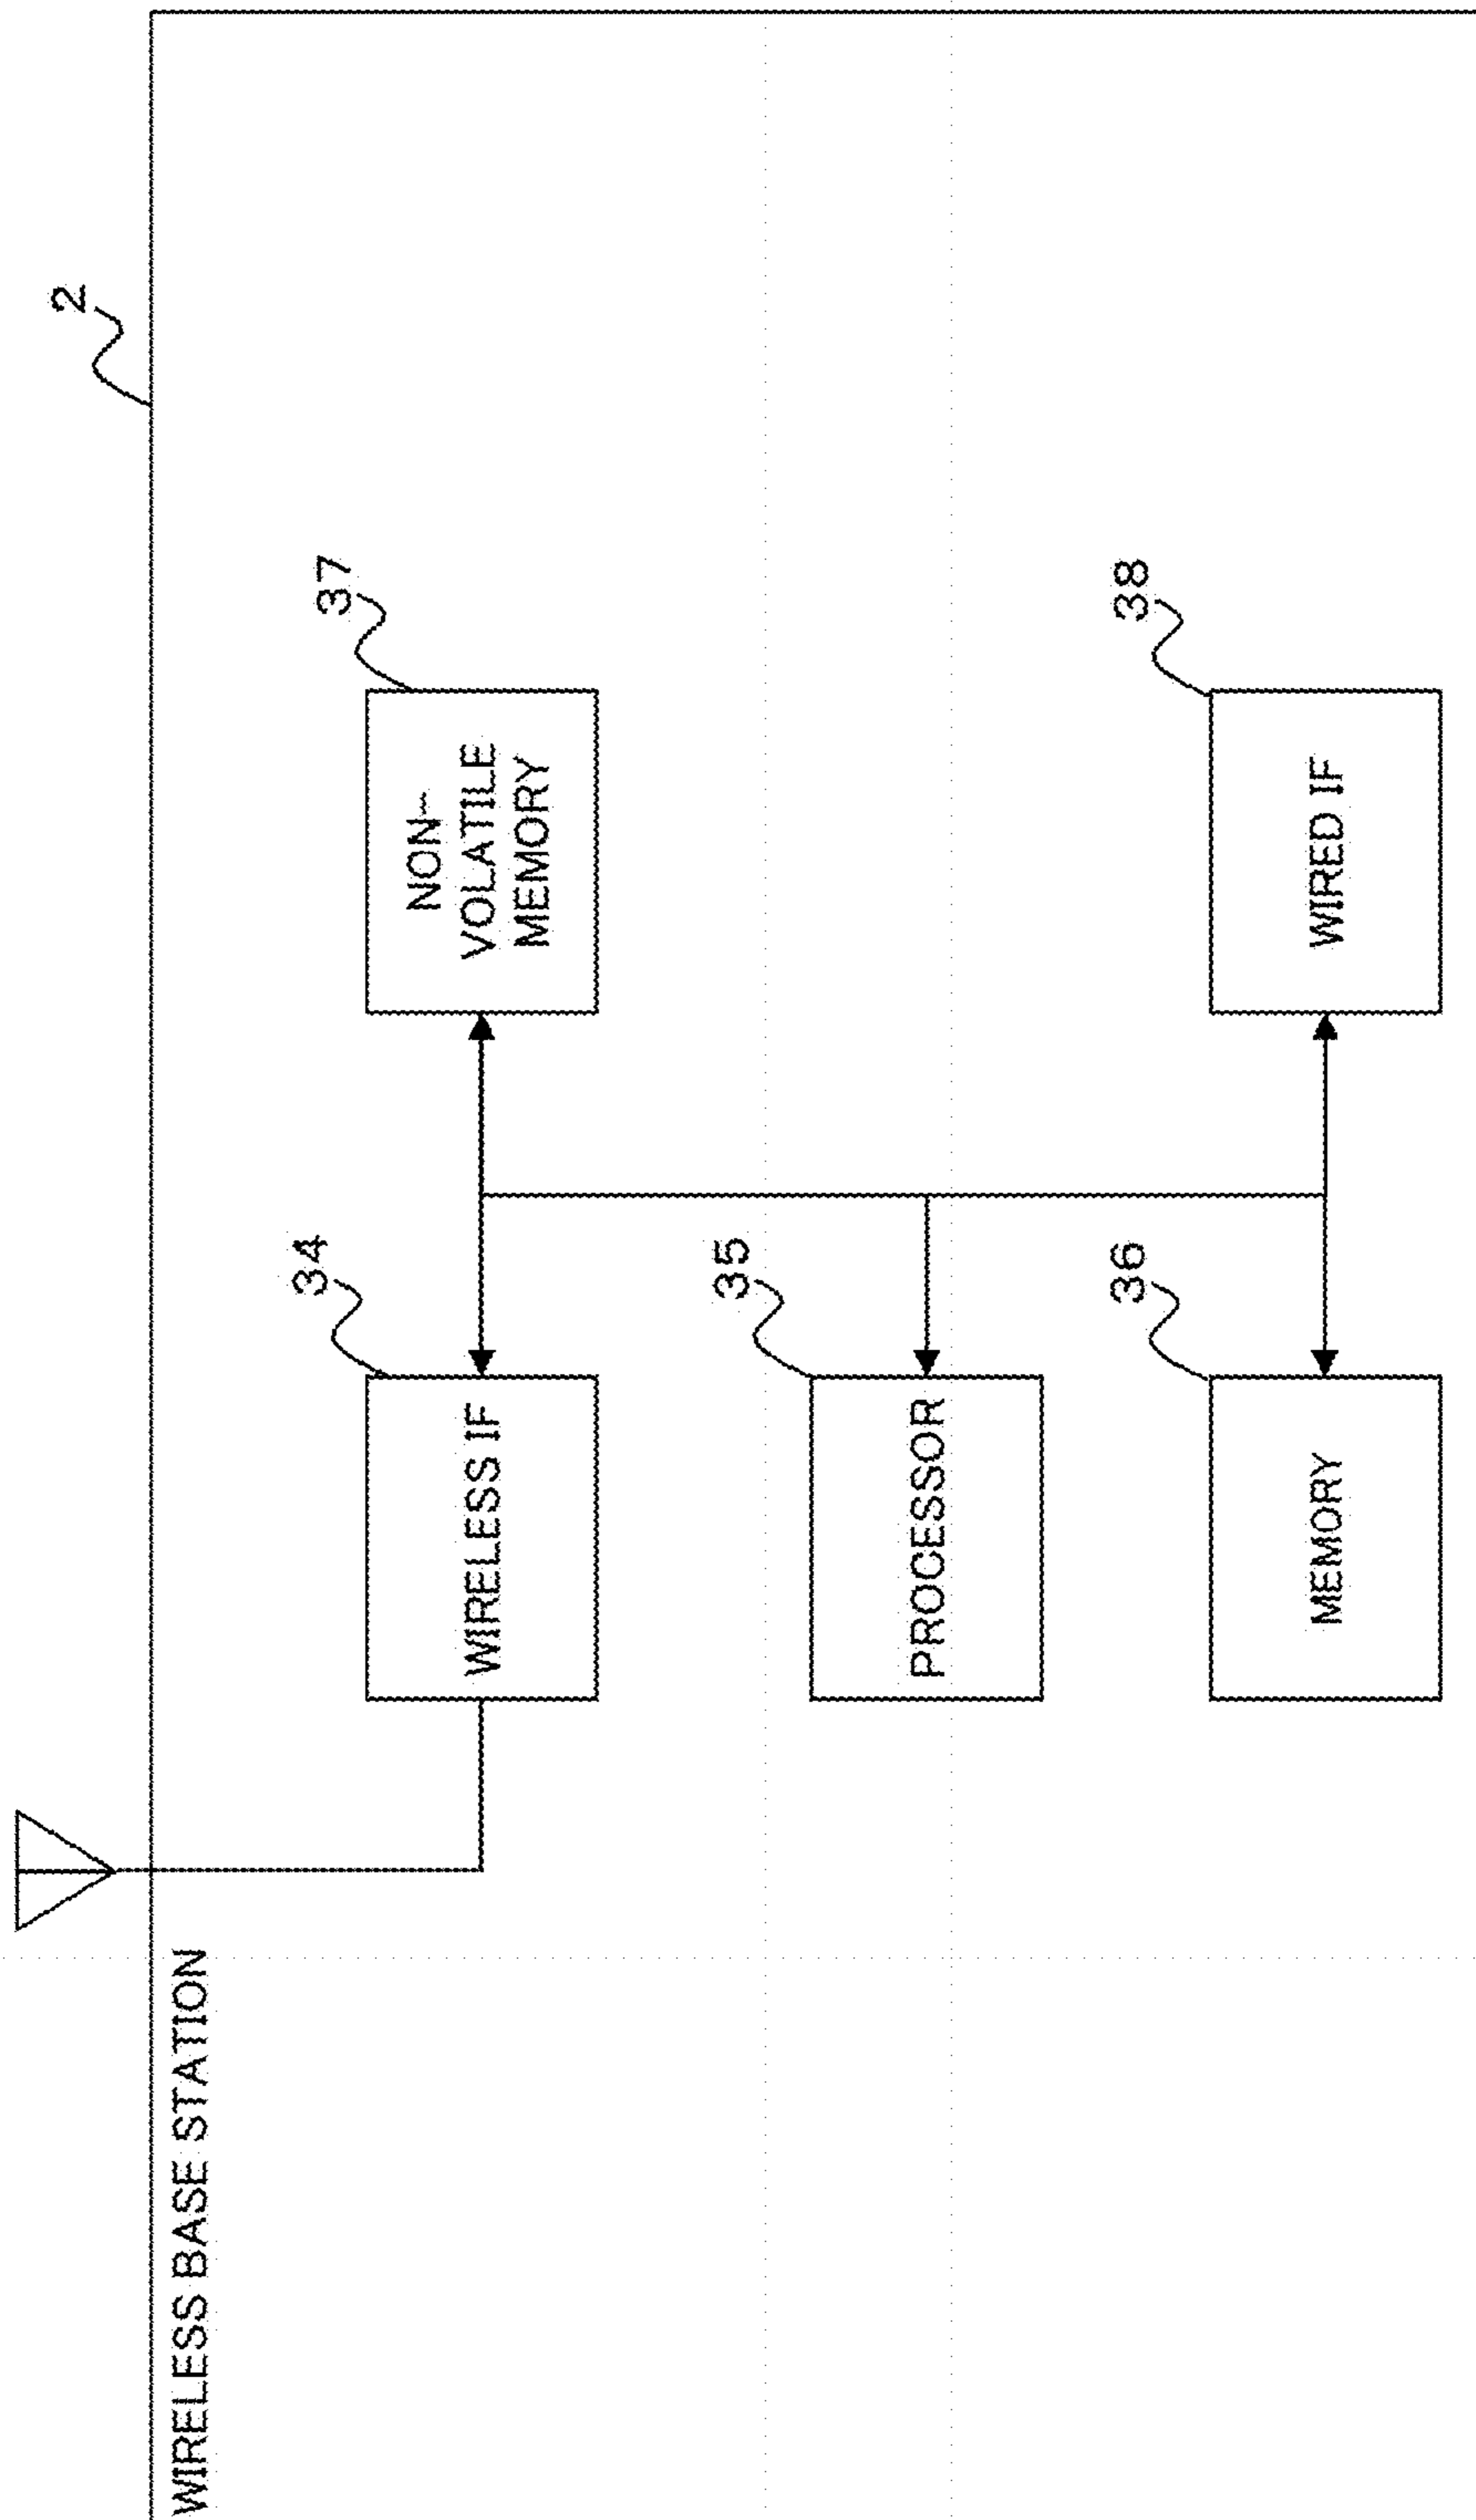 WIRELESS BASE STATION
2
34
WIRELESS IF
37
NON-
VOLATILE
MEMORY
35
PROCESSOR
36
MEMORY
38
WIRED IF